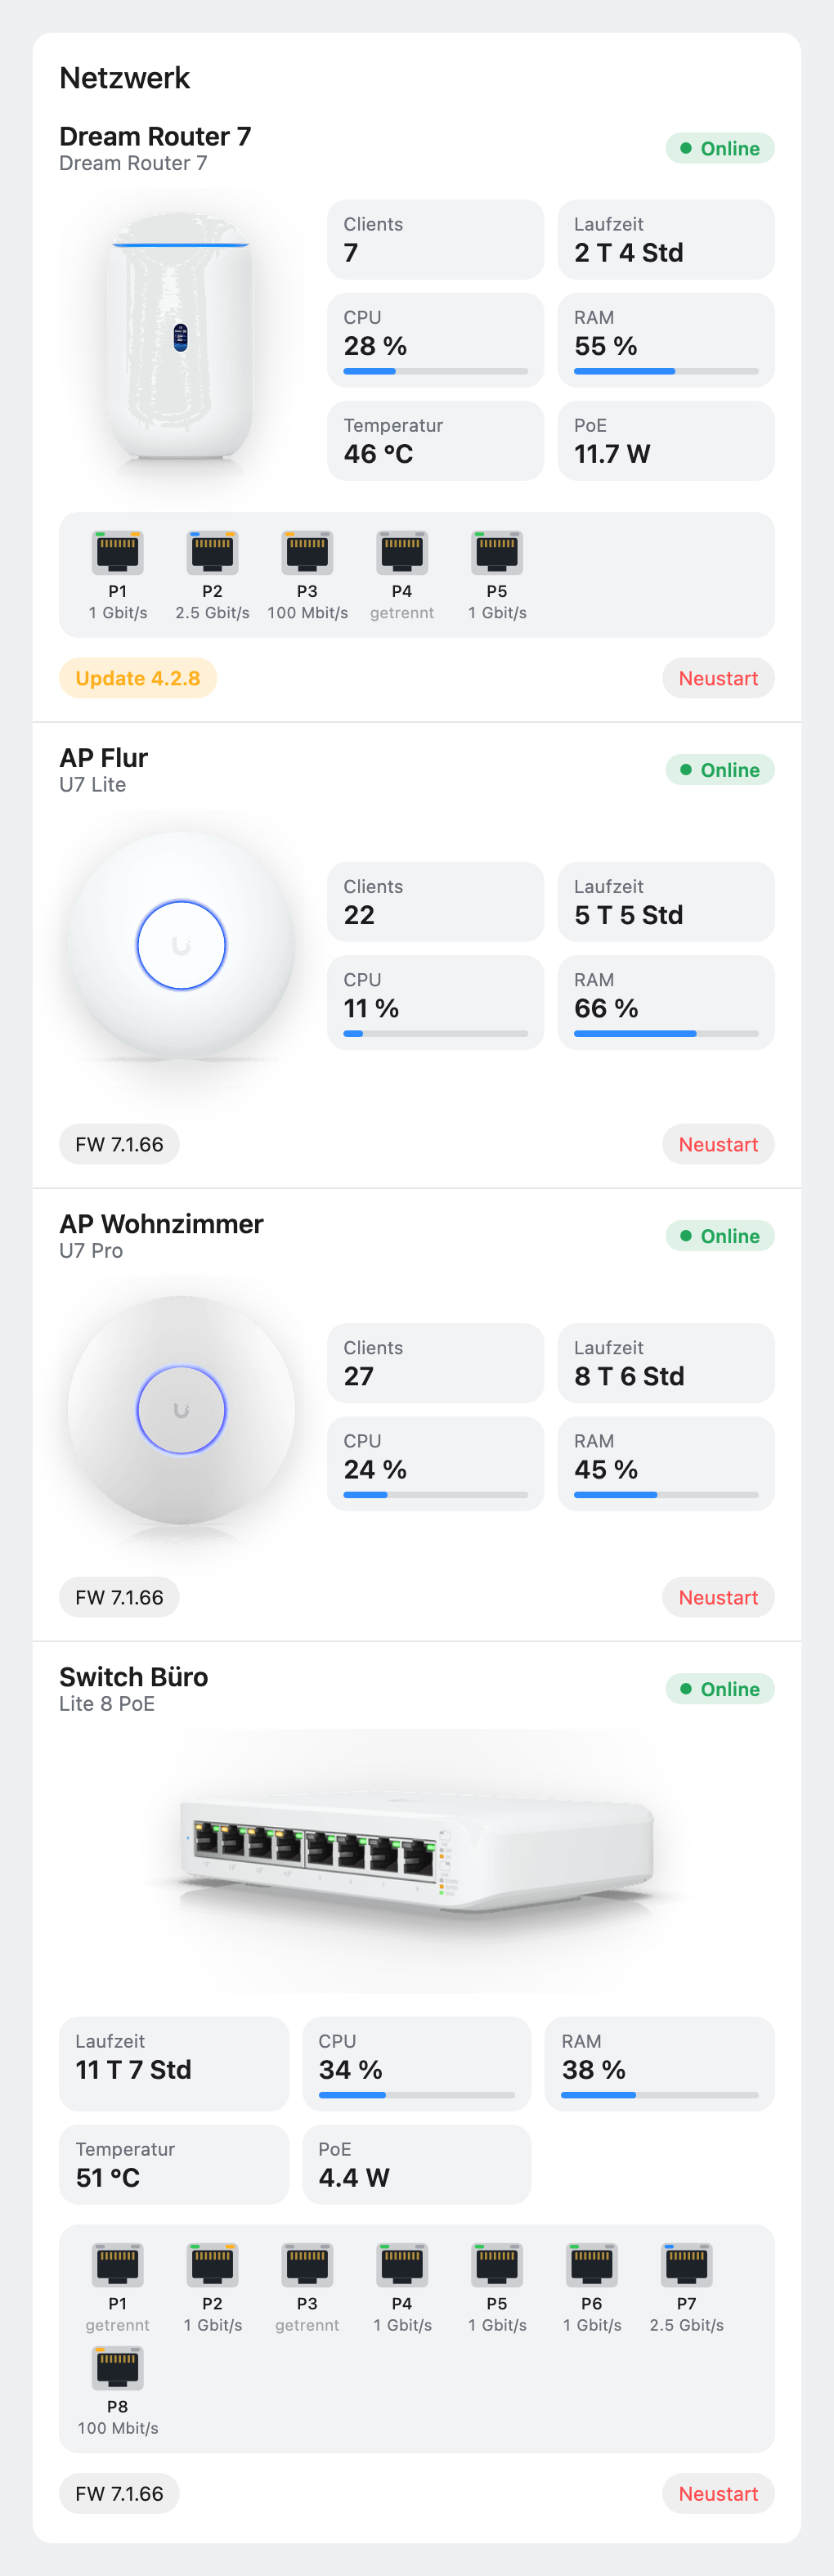 Netzwerk
Dream Router 7
Dream Router 7
Online
Clients
7
Laufzeit
2 T 4 Std
CPU
28 %
RAM
55 %
Temperatur
46 °C
PoE
11.7 W
P1
1 Gbit/s
P2
2.5 Gbit/s
P3
100 Mbit/s
P4
getrennt
P5
1 Gbit/s
Update 4.2.8
Neustart
AP Flur
U7 Lite
Online
Clients
22
Laufzeit
5 T 5 Std
CPU
11 %
RAM
66 %
FW 7.1.66
Neustart
AP Wohnzimmer
U7 Pro
Online
Clients
27
Laufzeit
8 T 6 Std
CPU
24 %
RAM
45 %
FW 7.1.66
Neustart
Switch Büro
Lite 8 PoE
Online
Laufzeit
11 T 7 Std
CPU
34 %
RAM
38 %
Temperatur
51 °C
PoE
4.4 W
P1
getrennt
P2
1 Gbit/s
P3
getrennt
P4
1 Gbit/s
P5
1 Gbit/s
P6
1 Gbit/s
P7
2.5 Gbit/s
P8
100 Mbit/s
FW 7.1.66
Neustart